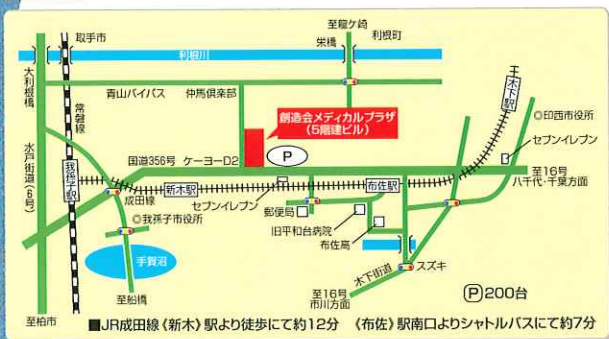 至龍ケ崎
取手市
栄橋
利根町
利根川
大利根橋
常磐線
青山バイパス
仲馬倶楽部
創造会メディカルプラザ
(5階建ビル)
木下駅
◎印西市役所
セブンイレブン
水戸街道(6号)
我孫子駅
国道356号
ケーヨーD2
P
至16号
八千代・千葉方面
成田線
新木駅
セブンイレブン
布佐駅
郵便局
旧平和台病院
布佐高
◎我孫子市役所
手賀沼
木下街道
スズキ
至船橋
至16号
市川方面
P200台
至柏市
■JR成田線《新木》駅より徒歩にて約12分 《布佐》駅南口よりシャトルバスにて約7分